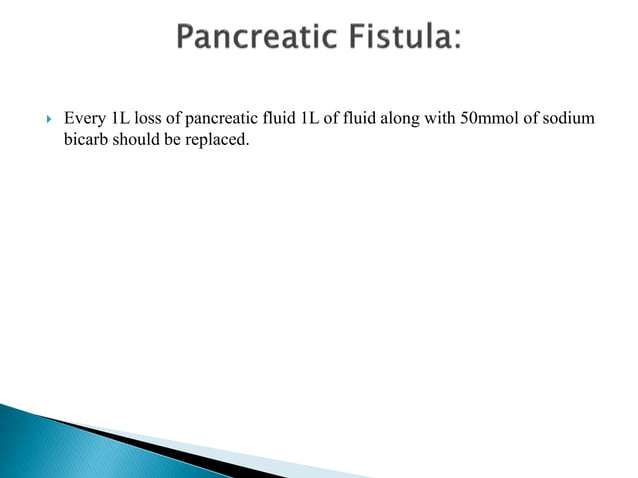 Pancreatic Fistula:
Every 1L loss of pancreatic fluid 1L of fluid along with 50mmol of sodium
bicarb should be replaced.